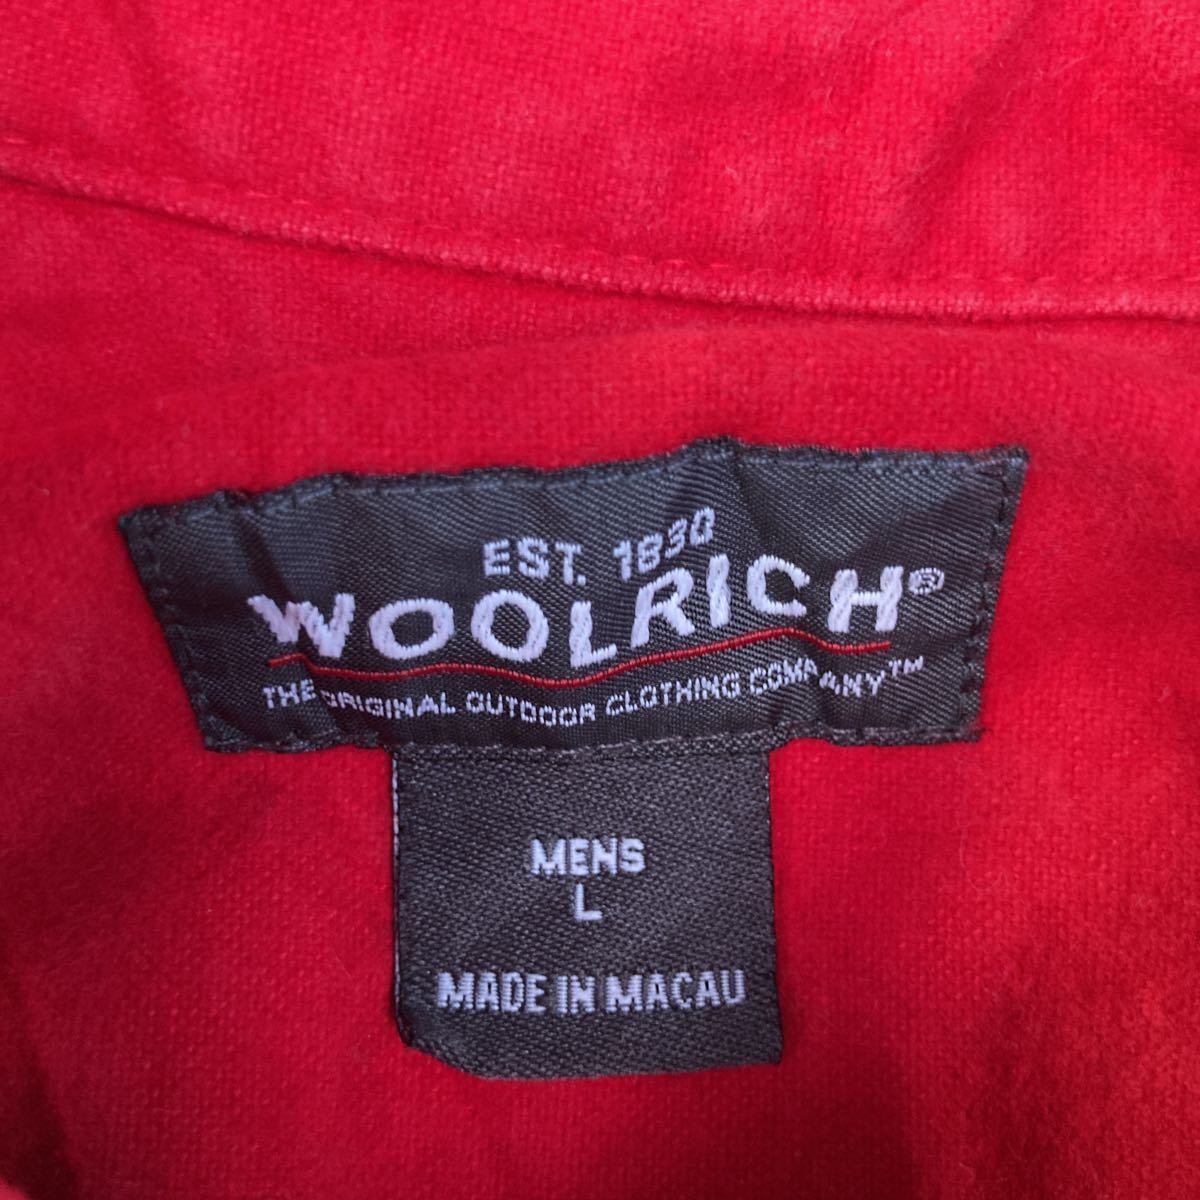 EST. 1830
WOOLRICH®
THE ORIGINAL OUTDOOR CLOTHING COMPANY™
MENS
L
MADE IN MACAU